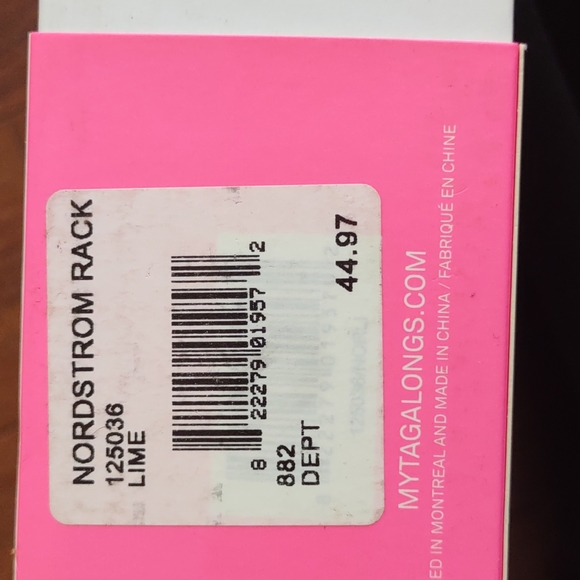 NORDSTROM RACK
125036
LIME
8 22279 01957 2
882
DEPT
44.97
MYTAGALONGS.COM
ED IN MONTREAL AND MADE IN CHINA / FABRIQUÉ EN CHINE